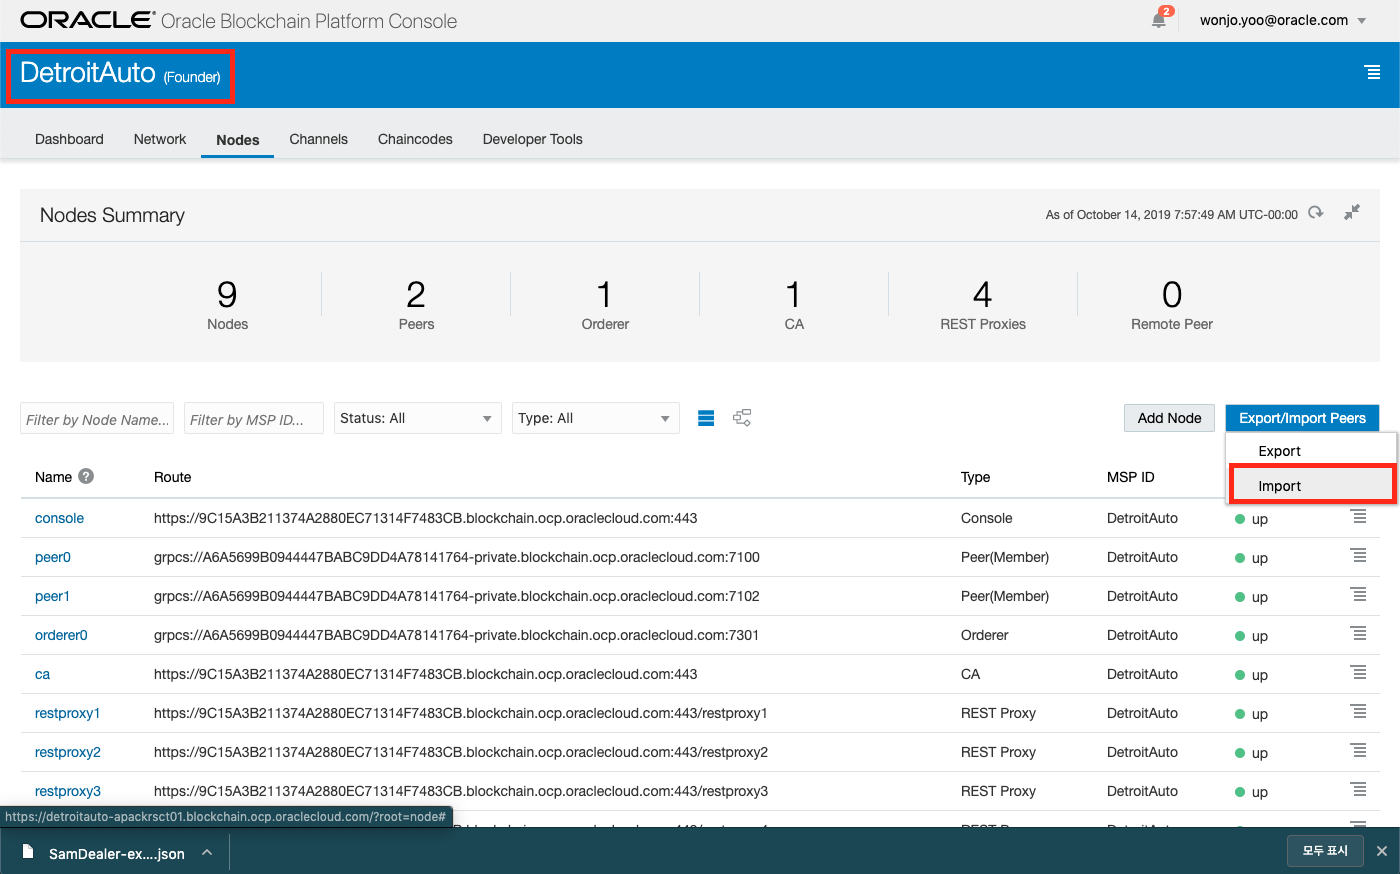 ORACLE® Oracle Blockchain Platform Console
2
wonjo.yoo@oracle.com
DetroitAuto (Founder)
Dashboard Network Nodes Channels Chaincodes Developer Tools
Nodes Summary
As of October 14, 2019 7:57:49 AM UTC-00:00
9 2 1 1 4 0
Nodes Peers Orderer CA REST Proxies Remote Peer
Filter by Node Name... Filter by MSP ID... Status: All Type: All Add Node Export/Import Peers
Export
Import
Name ? Route Type MSP ID
console https://9C15A3B211374A2880EC71314F7483CB.blockchain.ocp.oraclecloud.com:443 Console DetroitAuto up
peer0 grpcs://A6A5699B0944447BABC9DD4A78141764-private.blockchain.ocp.oraclecloud.com:7100 Peer(Member) DetroitAuto up
peer1 grpcs://A6A5699B0944447BABC9DD4A78141764-private.blockchain.ocp.oraclecloud.com:7102 Peer(Member) DetroitAuto up
orderer0 grpcs://A6A5699B0944447BABC9DD4A78141764-private.blockchain.ocp.oraclecloud.com:7301 Orderer DetroitAuto up
ca https://9C15A3B211374A2880EC71314F7483CB.blockchain.ocp.oraclecloud.com:443 CA DetroitAuto up
restproxy1 https://9C15A3B211374A2880EC71314F7483CB.blockchain.ocp.oraclecloud.com:443/restproxy1 REST Proxy DetroitAuto up
restproxy2 https://9C15A3B211374A2880EC71314F7483CB.blockchain.ocp.oraclecloud.com:443/restproxy2 REST Proxy DetroitAuto up
restproxy3 https://9C15A3B211374A2880EC71314F7483CB.blockchain.ocp.oraclecloud.com:443/restproxy3 REST Proxy DetroitAuto up
https://detroitauto-apackrsct01.blockchain.ocp.oraclecloud.com/?root=node#
SamDealer-ex....json
모두 표시